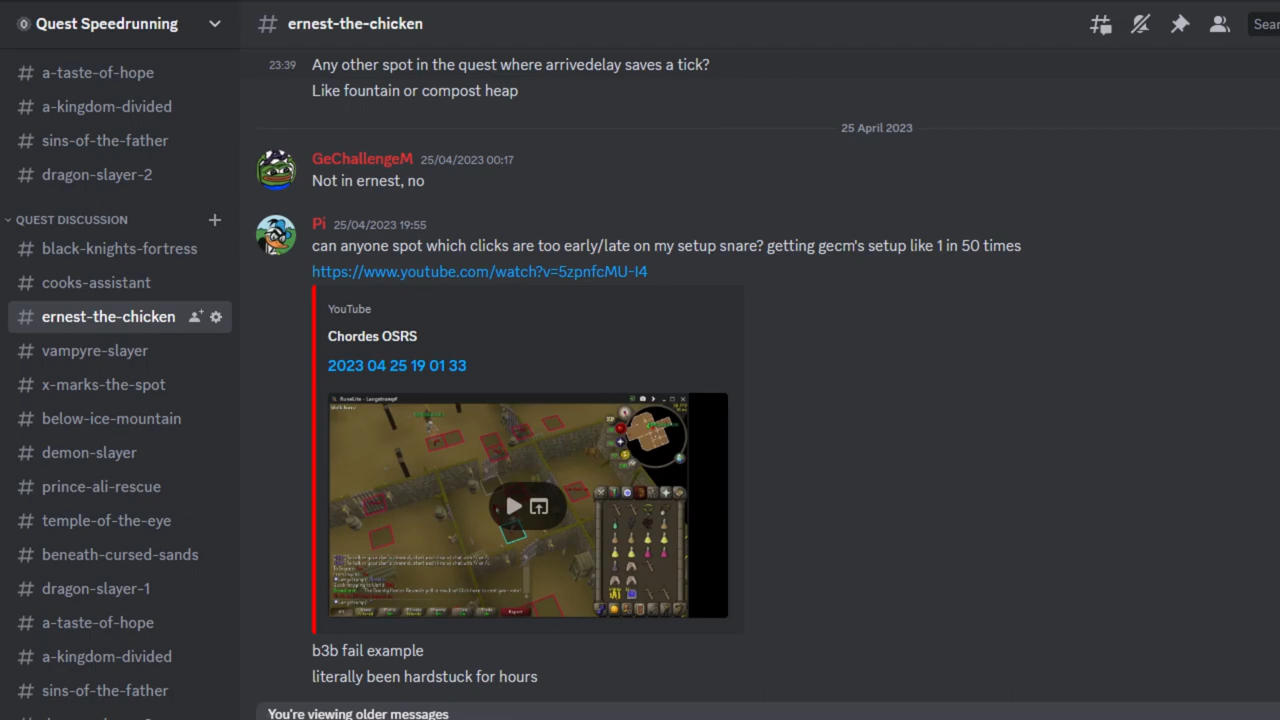 Quest Speedrunning
ernest-the-chicken
Sear
a-taste-of-hope
a-kingdom-divided
sins-of-the-father
dragon-slayer-2
QUEST DISCUSSION
black-knights-fortress
cooks-assistant
ernest-the-chicken
vampyre-slayer
x-marks-the-spot
below-ice-mountain
demon-slayer
prince-ali-rescue
temple-of-the-eye
beneath-cursed-sands
dragon-slayer-1
a-taste-of-hope
a-kingdom-divided
sins-of-the-father
23:39 Any other spot in the quest where arrivedelay saves a tick?
Like fountain or compost heap
25 April 2023
GeChallengeM 25/04/2023 00:17
Not in ernest, no
Pi 25/04/2023 19:55
can anyone spot which clicks are too early/late on my setup snare? getting gecm's setup like 1 in 50 times
https://www.youtube.com/watch?v=5zpnfcMU-I4
YouTube
Chordes OSRS
2023 04 25 19 01 33
b3b fail example
literally been hardstuck for hours
You're viewing older messages